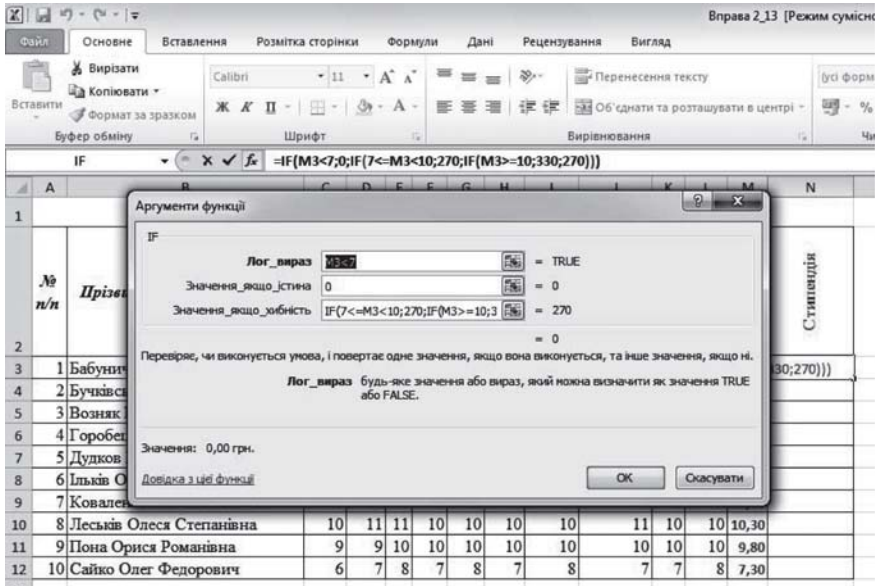 Вправа 2_13 [Режим сумісно
Файл Основне Вставлення Розмітка сторінки Формули Дані Рецензування Вигляд
Вставити
Вирізати
Копіювати
Формат за зразком
Буфер обміну
Calibri 11
Ж К П
Шрифт
Перенесення тексту
Об'єднати та розташувати в центрі
Вирівнювання
(усі форм
%
IF fx =IF(M3<7;0;IF(7<=M3<10;270;IF(M3>=10;330;270)))
A B C D E F G H I J K L M N
1
2 № п/п Прізви Стипендія
Аргументи функції
IF
Лог_вираз M3<7 = TRUE
Значення_якщо_істина 0 = 0
Значення_якщо_хибність IF(7<=M3<10;270;IF(M3>=10;3 = 270
= 0
Перевіряє, чи виконується умова, і повертає одне значення, якщо вона виконується, та інше значення, якщо ні.
Лог_вираз будь-яке значення або вираз, який можна визначити як значення TRUE
або FALSE.
Значення: 0,00 грн.
Довідка з цієї функції
OK Скасувати
3 1 Бабунич 330;270)))
4 2 Бучківсь
5 3 Возняк
6 4 Горобец
7 5 Дудков
8 6 Ільків О
9 7 Ковален
10 8 Леськів Олеся Степанівна 10 11 11 10 10 10 10 11 10 10 10,30
11 9 Пона Орися Романівна 9 9 10 10 10 10 10 10 10 10 9,80
12 10 Сайко Олег Федорович 6 7 8 7 8 7 8 7 7 8 7,30